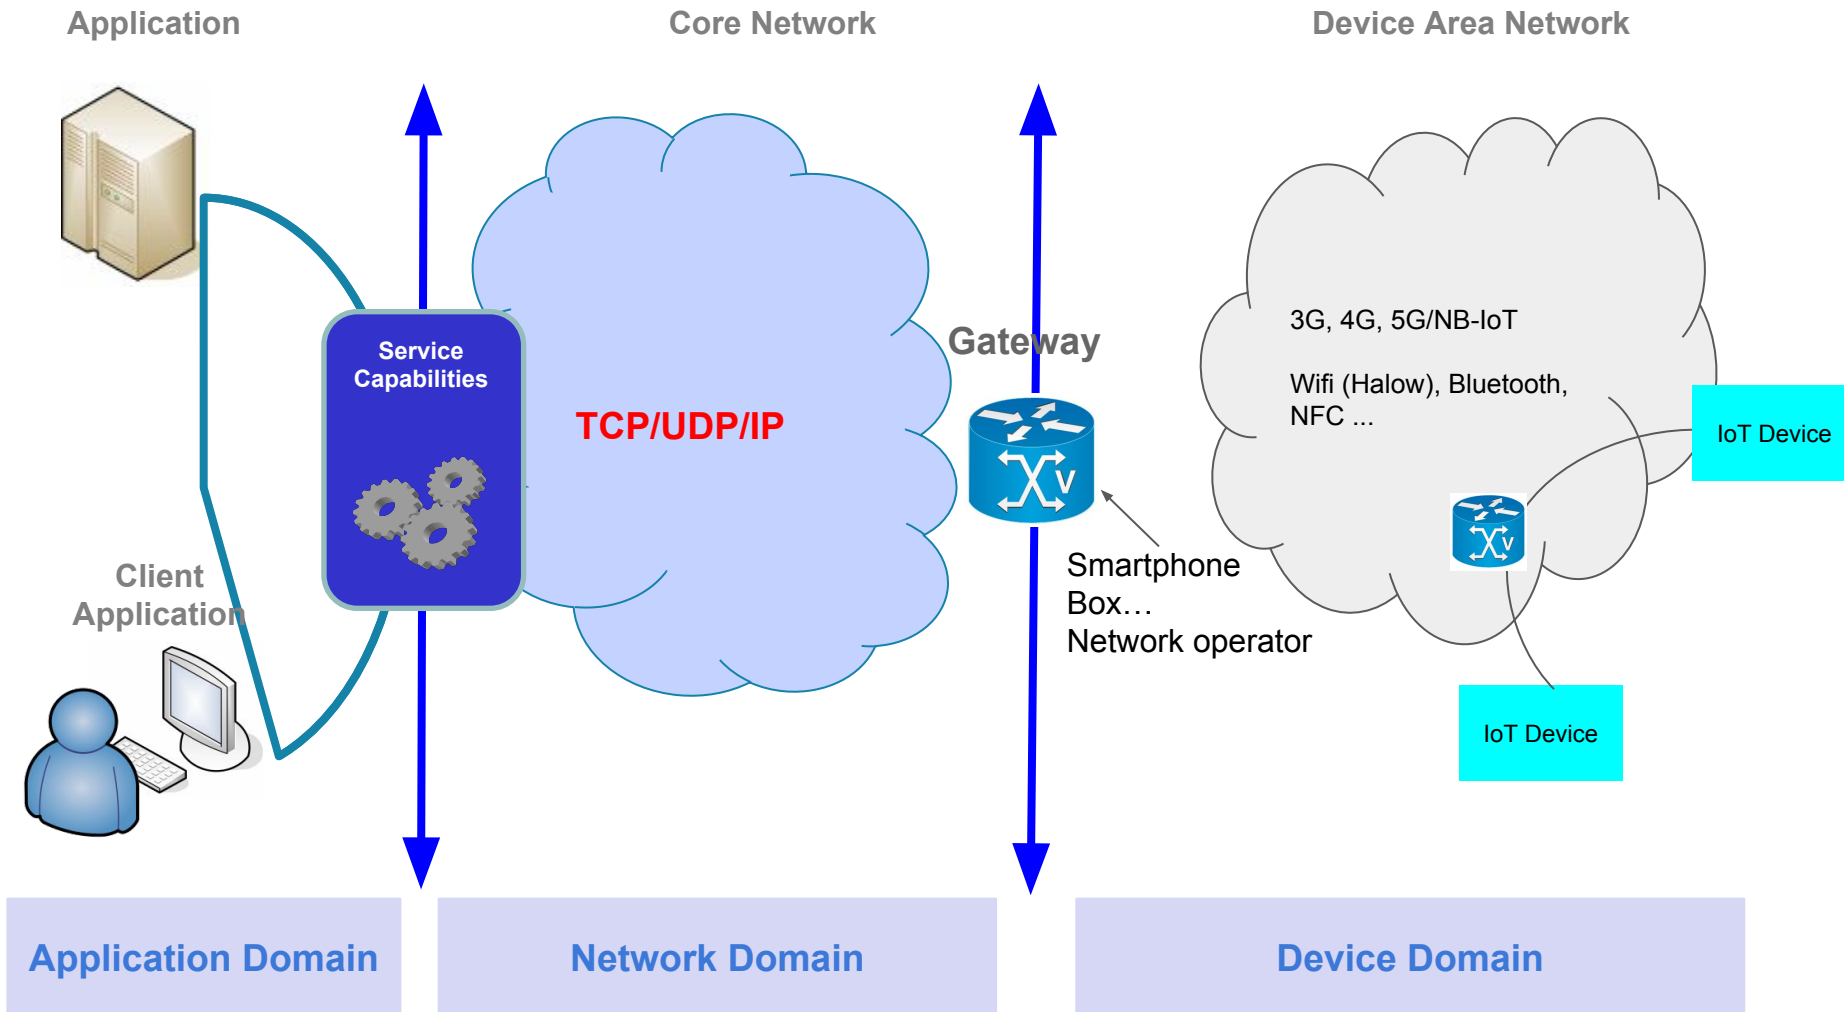 Application
Core Network
Device Area Network
Service
Capabilities
TCP/UDP/IP
Gateway
3G, 4G, 5G/NB-IoT
Wifi (Halow), Bluetooth,
NFC ...
IoT Device
V
V
Smartphone
Box…
Network operator
Client
Application
IoT Device
Application Domain
Network Domain
Device Domain